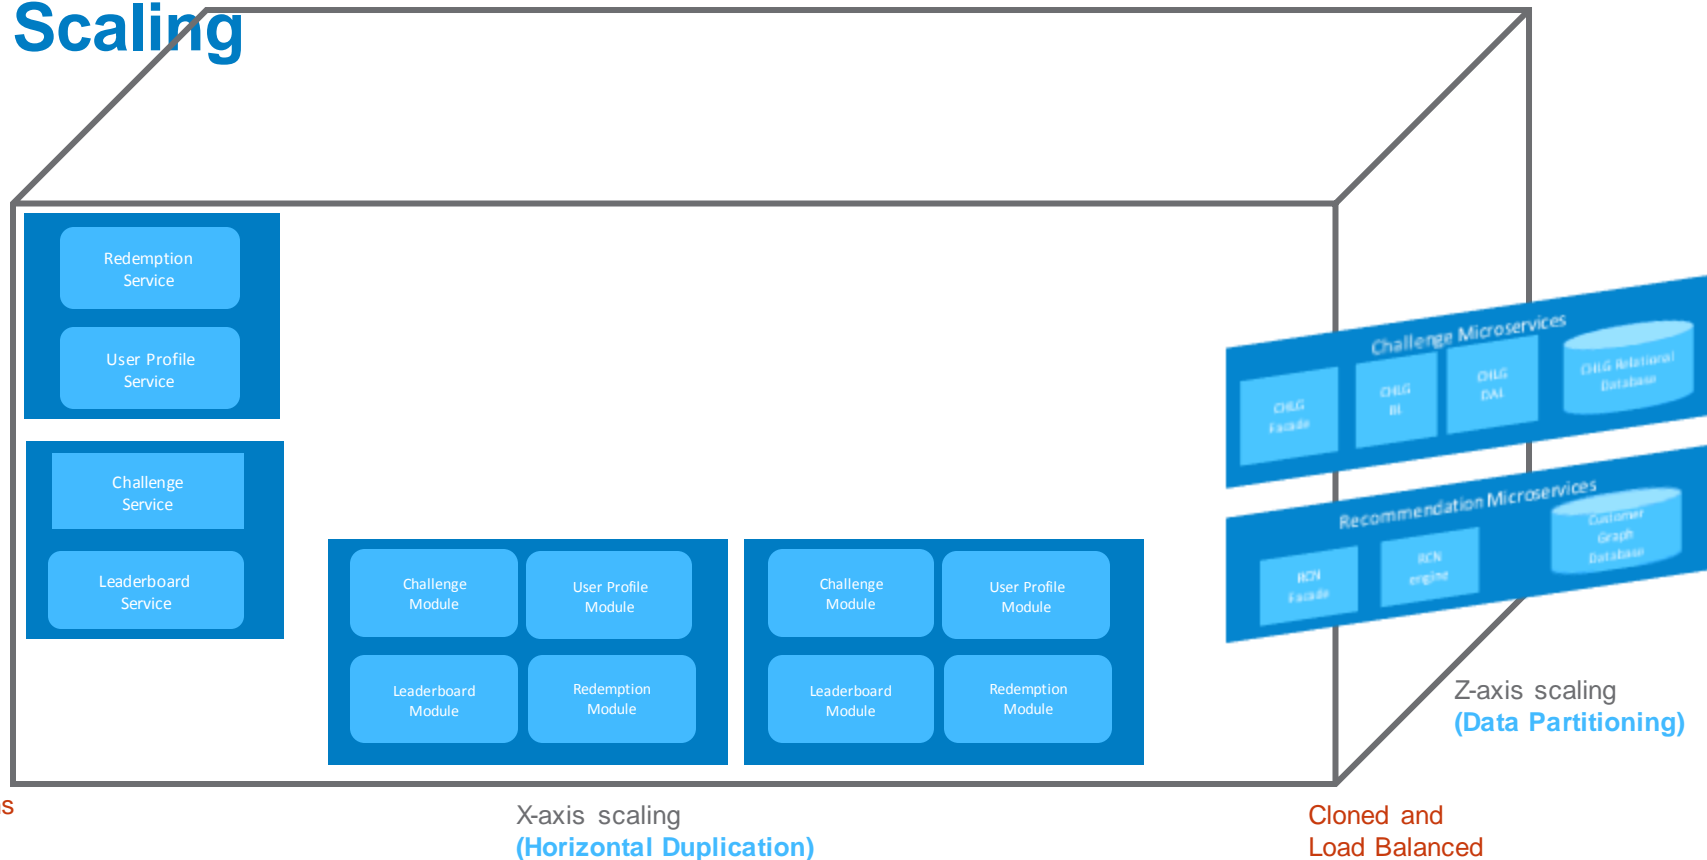 Scaling
Redemption
Service
User Profile
Service
Challenge
Service
Leaderboard
Service
Challenge
Module
User Profile
Module
Leaderboard
Module
Redemption
Module
Challenge
Module
User Profile
Module
Leaderboard
Module
Redemption
Module
Challenge Microservices
CHLG
Facade
CHLG
BL
CHLG
DAL
CHLG Relational
Database
Recommendation Microservices
RCN
Facade
RCN
engine
Customer
Graph
Database
Z-axis scaling
(Data Partitioning)
X-axis scaling
(Horizontal Duplication)
Cloned and
Load Balanced